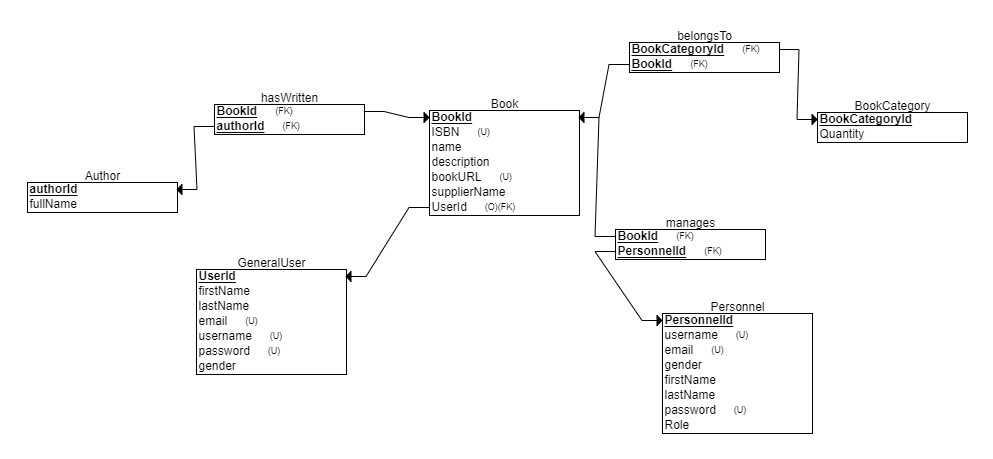 belongsTo
BookCategoryId (FK)
BookId (FK)
hasWritten
BookId (FK)
authorId (FK)
Book
BookId
ISBN (U)
name
description
bookURL (U)
supplierName
UserId (O)(FK)
BookCategory
BookCategoryId
Quantity
Author
authorId
fullName
manages
BookId (FK)
PersonnelId (FK)
GeneralUser
UserId
firstName
lastName
email (U)
username (U)
password (U)
gender
Personnel
PersonnelId
username (U)
email (U)
gender
firstName
lastName
password (U)
Role